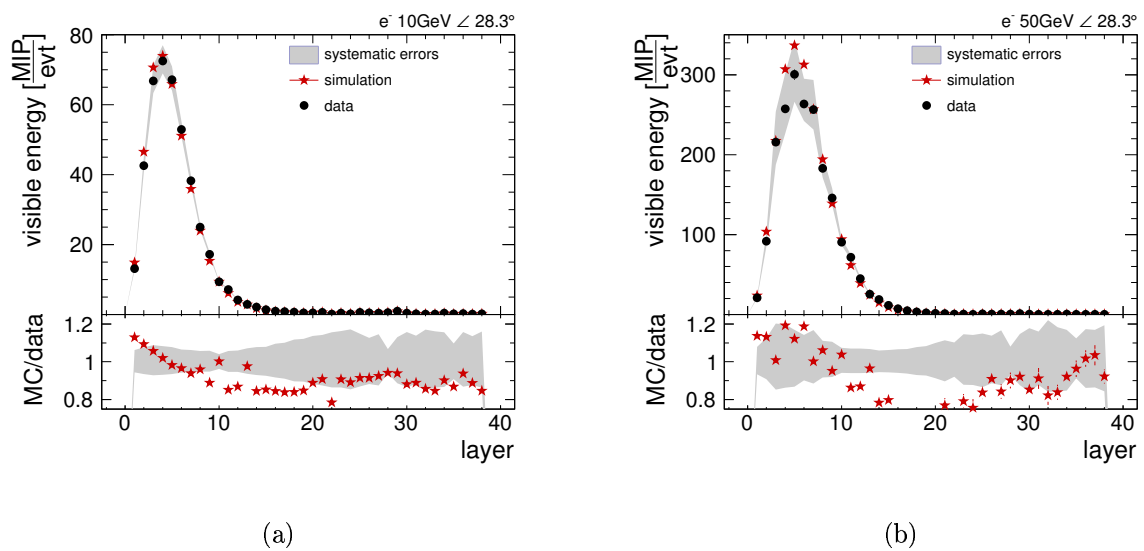 e⁻ 10GeV ∠ 28.3°
visible energy [MIP/evt]
80
60
40
20
systematic errors
simulation
data
MC/data
1.2
1
0.8
0 10 20 30 40
layer
(a)
e⁻ 50GeV ∠ 28.3°
visible energy [MIP/evt]
300
200
100
systematic errors
simulation
data
MC/data
1.2
1
0.8
0 10 20 30 40
layer
(b)